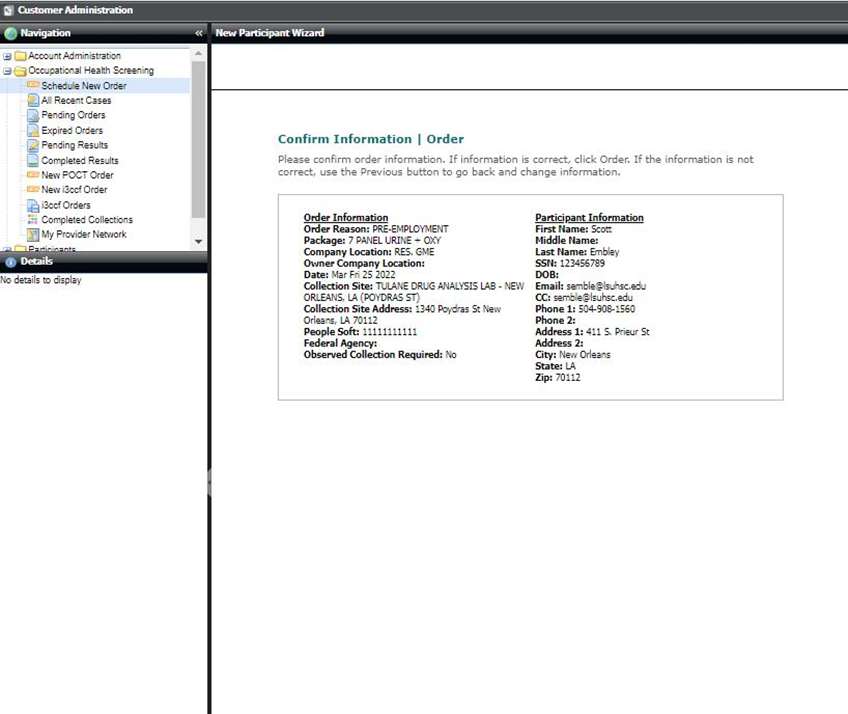 Customer Administration
Navigation
«
New Participant Wizard
Account Administration
Occupational Health Screening
Schedule New Order
All Recent Cases
Pending Orders
Expired Orders
Pending Results
Completed Results
New POCT Order
New i3ccf Order
i3ccf Orders
Completed Collections
My Provider Network
Participants
Details
No details to display
Confirm Information | Order
Please confirm order information. If information is correct, click Order. If the information is not
correct, use the Previous button to go back and change information.
Order Information
Order Reason: PRE-EMPLOYMENT
Package: 7 PANEL URINE + OXY
Company Location: RES. GME
Owner Company Location:
Date: Mar Fri 25 2022
Collection Site: TULANE DRUG ANALYSIS LAB - NEW
ORLEANS, LA (POYDRAS ST)
Collection Site Address: 1340 Poydras St New
Orleans, LA 70112
People Soft: 11111111111
Federal Agency:
Observed Collection Required: No
Participant Information
First Name: Scott
Middle Name:
Last Name: Embley
SSN: 123456789
DOB:
Email: semble@lsuhsc.edu
CC: semble@lsuhsc.edu
Phone 1: 504-908-1560
Phone 2:
Address 1: 411 S. Prieur St
Address 2:
City: New Orleans
State: LA
Zip: 70112